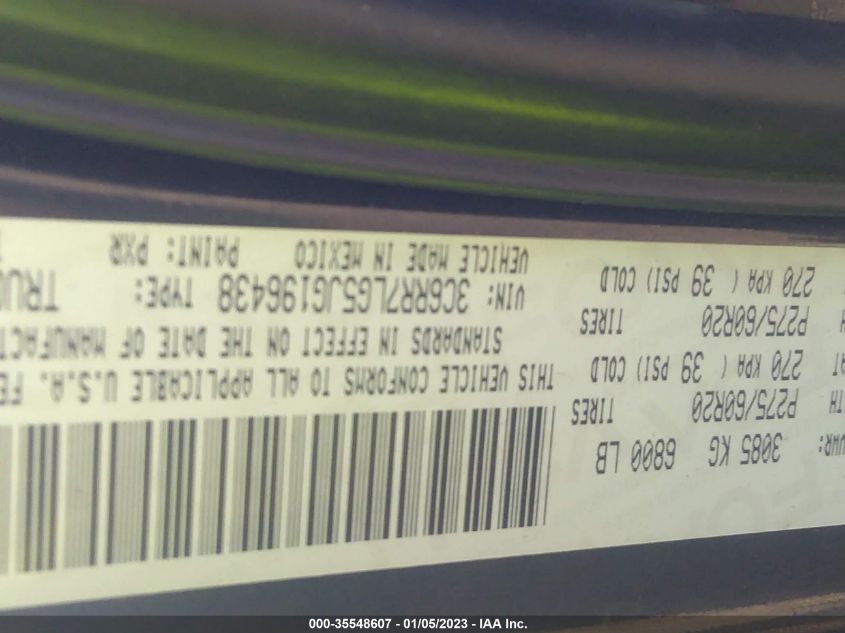 3085 KG 6800 LB
P275/60R20 TIRES
270 KPA ( 39 PSI) COLD
P275/60R20 TIRES
270 KPA ( 39 PSI) COLD
THIS VEHICLE CONFORMS TO ALL APPLICABLE U.S.A.
STANDARDS IN EFFECT ON THE DATE OF MANUFACT
VIN: 3C6RR7LG5JG196438 TYPE: TRUC
VEHICLE MADE IN MEXICO PAINT: PXR
000-35548607 - 01/05/2023 - IAA Inc.